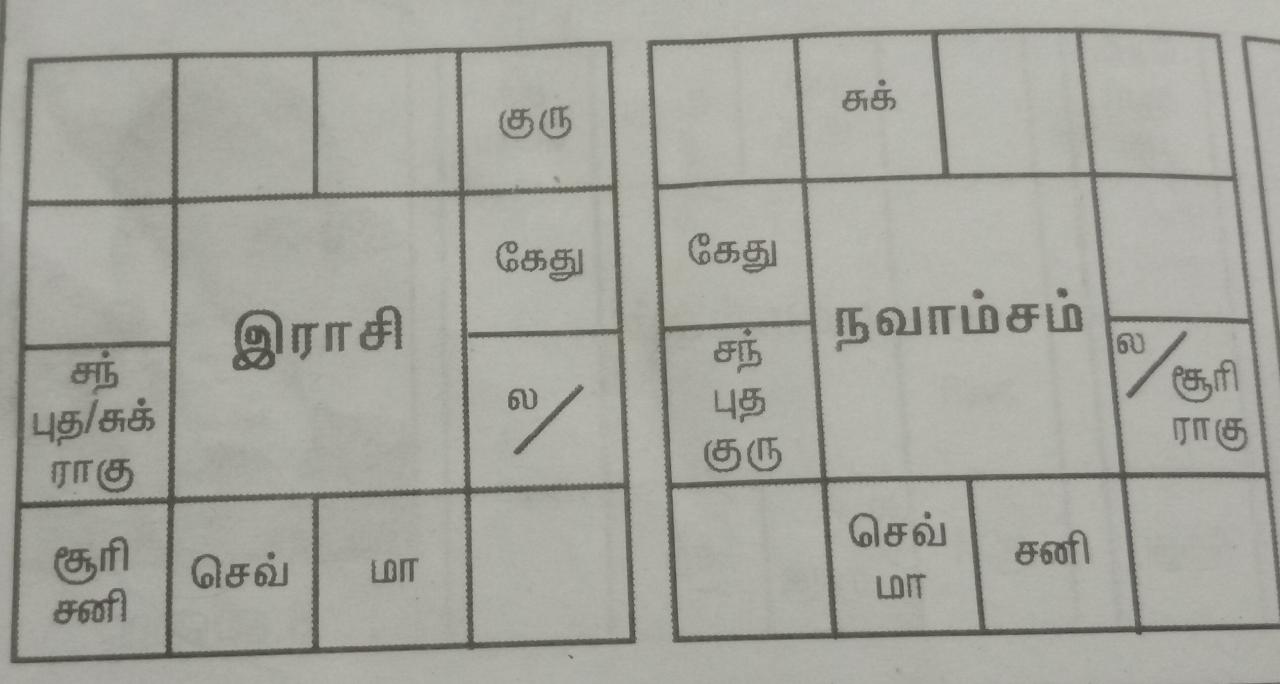 குரு
கேது
இராசி
சந்
புத/சுக்
ராகு
ல/
சூரி
சனி
செவ்
மா
சுக்
கேது
நவாம்சம்
சந்
புத
குரு
ல/
சூரி
ராகு
செவ்
மா
சனி